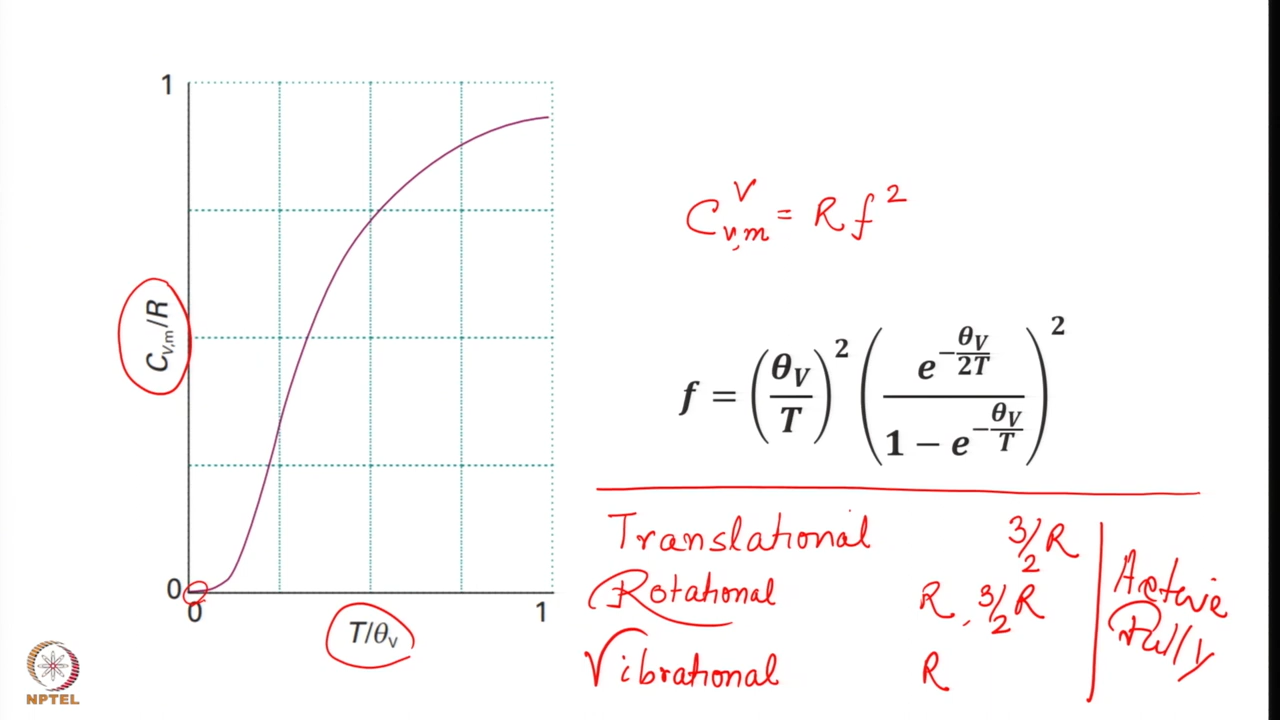 1
C_{V,m}/R
0
0
1
T/θ_V
C^V_{v,m} = R f^2
f = (θ_V/T)^2 (e^{-θ_V/2T} / (1 − e^{-θ_V/T}))^2
Translational 3/2 R
Rotational R, 3/2 R
Vibrational R
Active
Fully
NPTEL